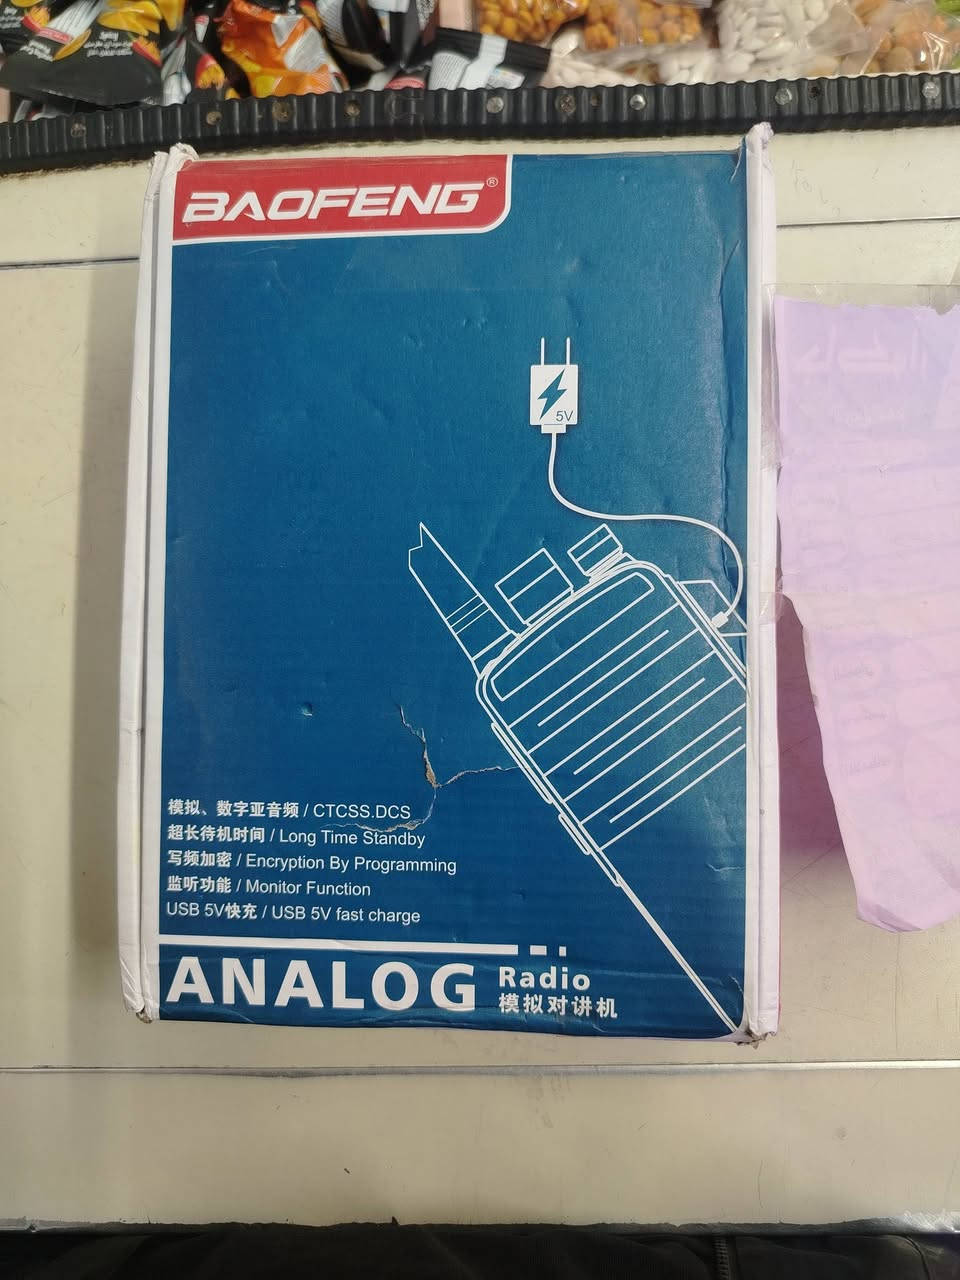 Spicy
BAOFENG®
5V
模拟、数字亚音频 / CTCSS.DCS
超长待机时间 / Long Time Standby
写频加密 / Encryption By Programming
监听功能 / Monitor Function
USB 5V快充 / USB 5V fast charge
ANALOG Radio
模拟对讲机